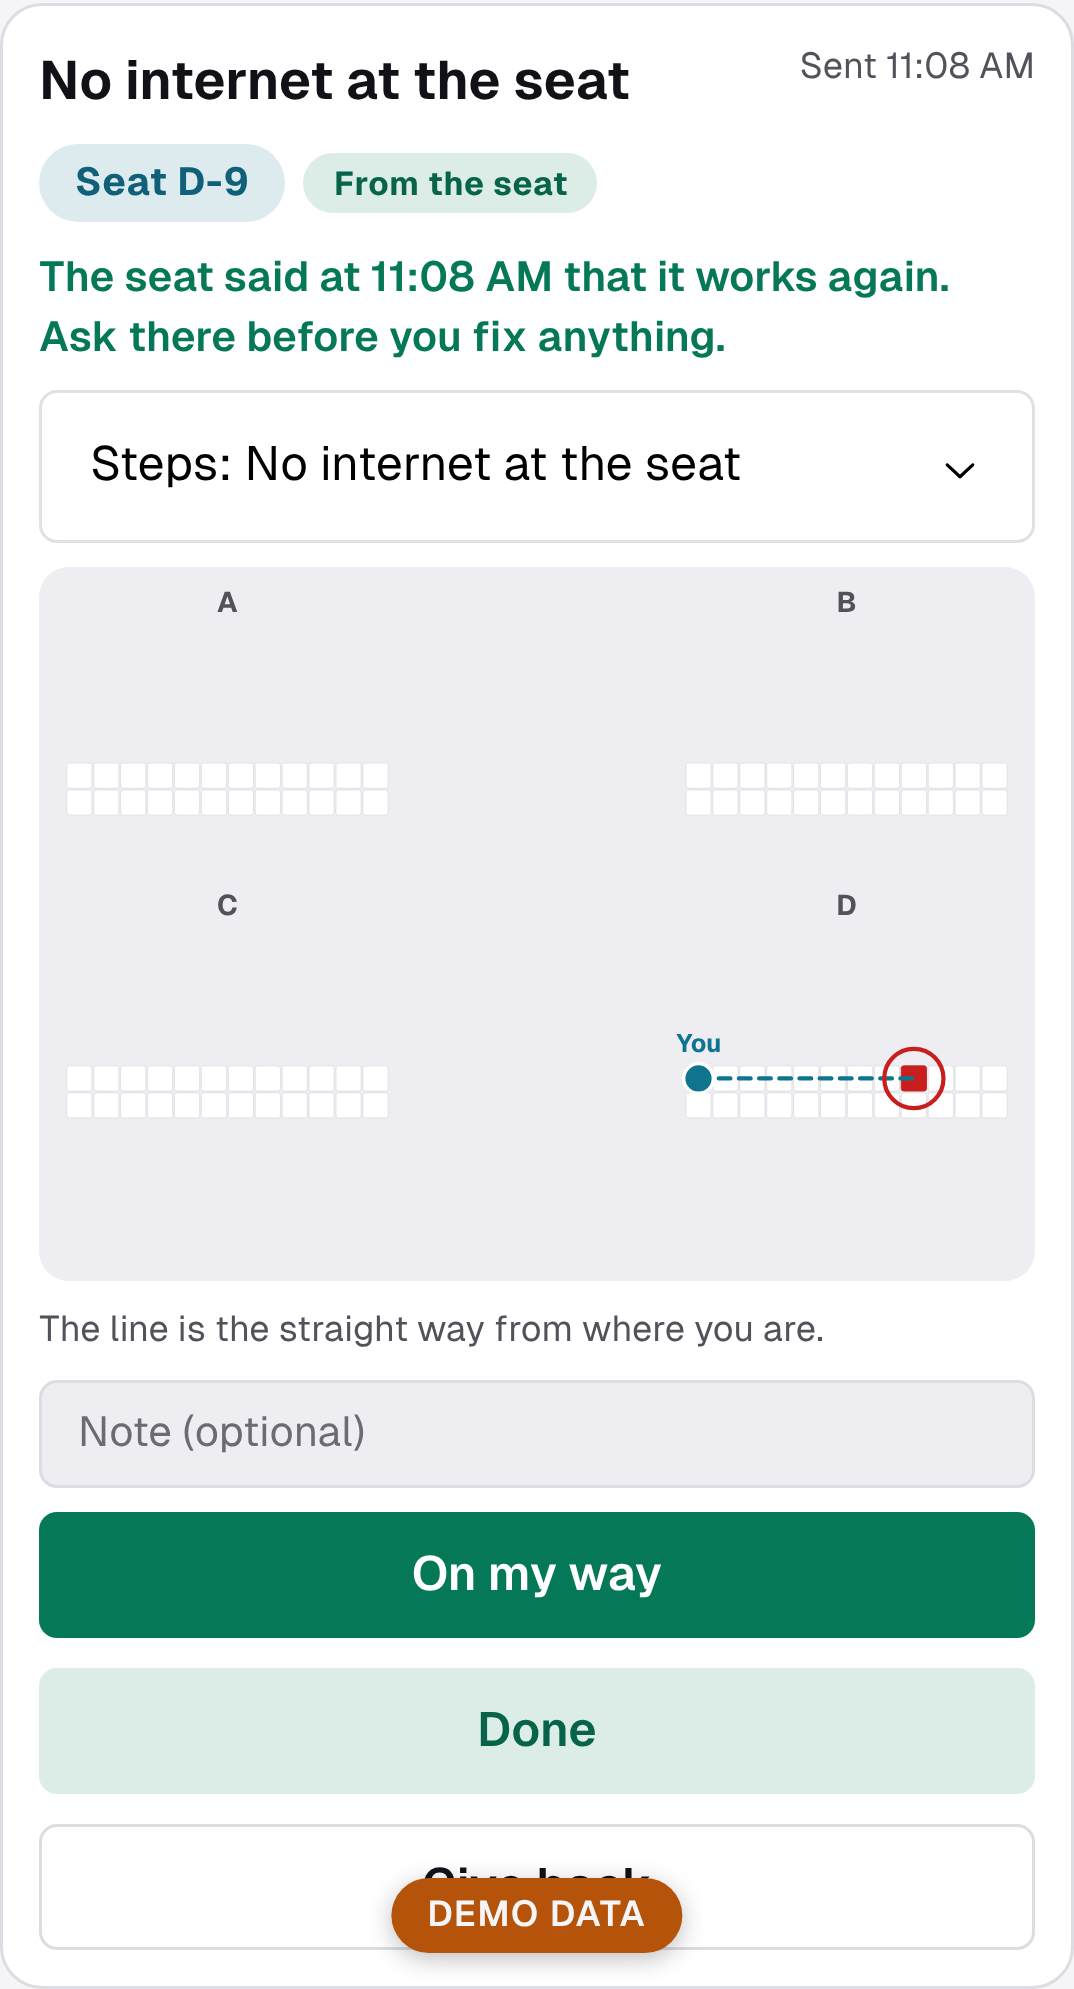 No internet at the seat
Sent 11:08 AM
Seat D-9
From the seat
The seat said at 11:08 AM that it works again.
Ask there before you fix anything.
Steps: No internet at the seat
A
B
C
D
You
The line is the straight way from where you are.
Note (optional)
On my way
Done
DEMO DATA